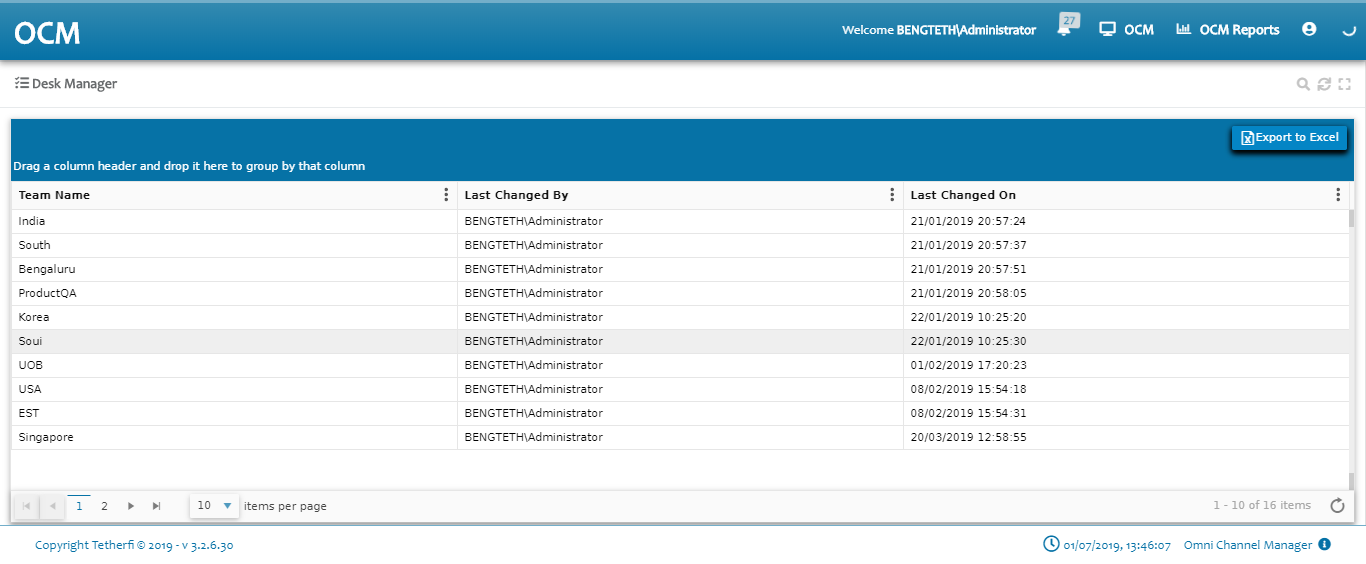 OCM
Welcome BENGTETH\Administrator 27 OCM OCM Reports
Desk Manager
Export to Excel
Drag a column header and drop it here to group by that column
Team Name Last Changed By Last Changed On
India BENGTETH\Administrator 21/01/2019 20:57:24
South BENGTETH\Administrator 21/01/2019 20:57:37
Bengaluru BENGTETH\Administrator 21/01/2019 20:57:51
ProductQA BENGTETH\Administrator 21/01/2019 20:58:05
Korea BENGTETH\Administrator 22/01/2019 10:25:20
Soui BENGTETH\Administrator 22/01/2019 10:25:30
UOB BENGTETH\Administrator 01/02/2019 17:20:23
USA BENGTETH\Administrator 08/02/2019 15:54:18
EST BENGTETH\Administrator 08/02/2019 15:54:31
Singapore BENGTETH\Administrator 20/03/2019 12:58:55
1 2 10 items per page 1 - 10 of 16 items
Copyright Tetherfi © 2019 - v 3.2.6.30 01/07/2019, 13:46:07 Omni Channel Manager